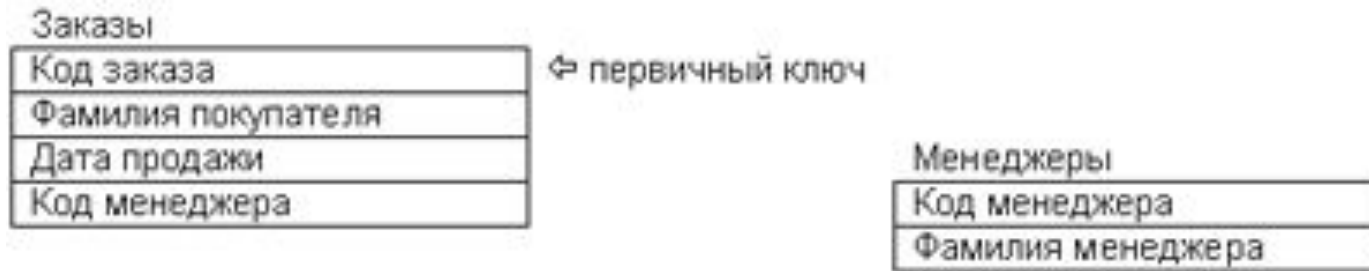 Заказы
Код заказа ⇦ первичный ключ
Фамилия покупателя
Дата продажи
Код менеджера
Менеджеры
Код менеджера
Фамилия менеджера